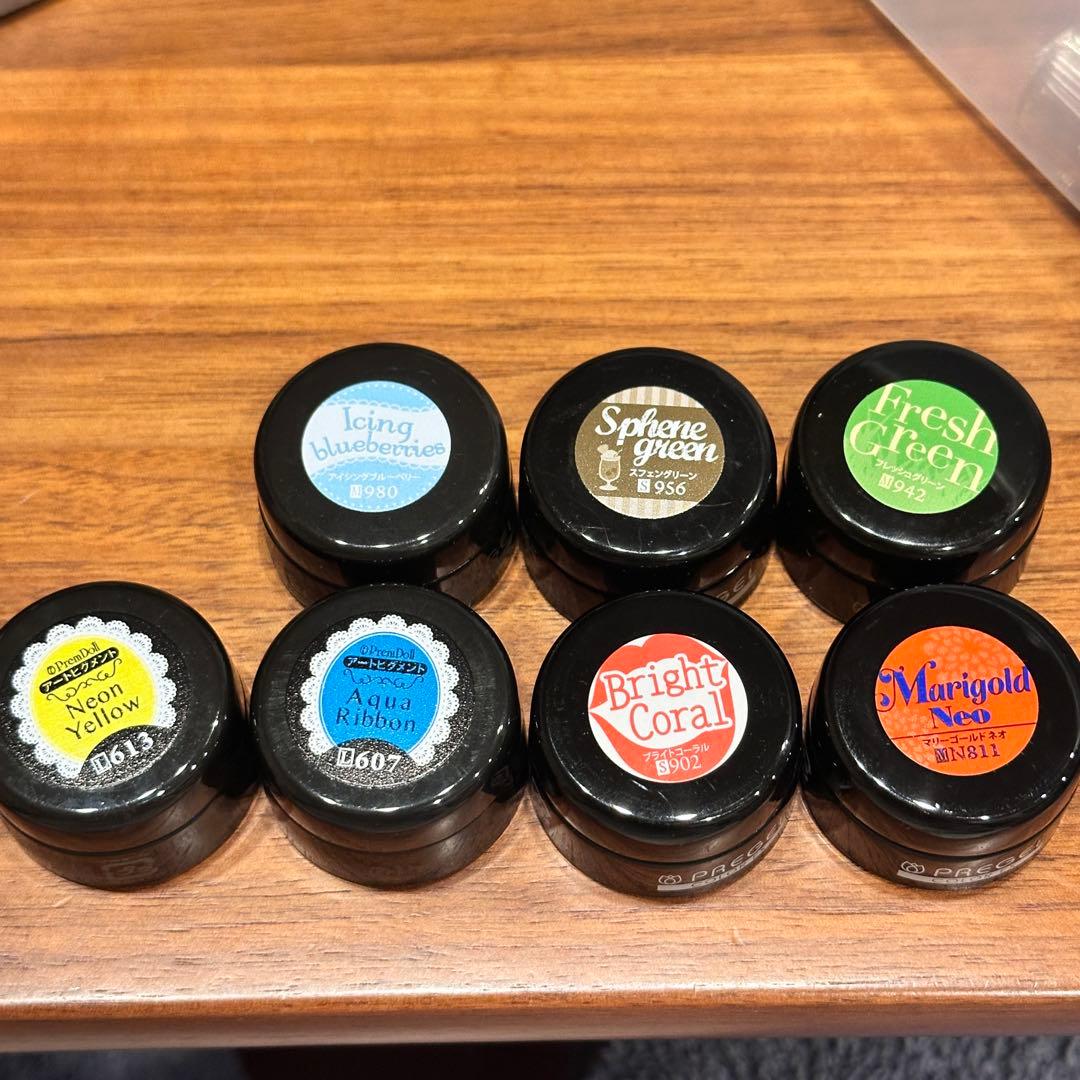 Icing
blueberries
アイシングブルーベリー
M980
Sphene
green
スフェングリーン
S 956
Fresh
Green
フレッシュグリーン
M942
©PremDoll
アートピグメント
Neon
Yellow
613
©PremDoll
アートピグメント
Aqua
Ribbon
607
Bright
Coral
ブライトコーラル
S902
PREGE
Marigold
Neo
マリーゴールド ネオ
MN811
PREGE